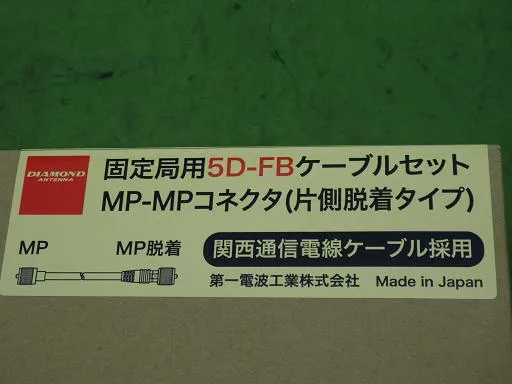 DIAMOND
ANTENNA
固定局用5D-FBケーブルセット
MP-MPコネクタ(片側脱着タイプ)
MP MP脱着
関西通信電線ケーブル採用
第一電波工業株式会社 Made in Japan